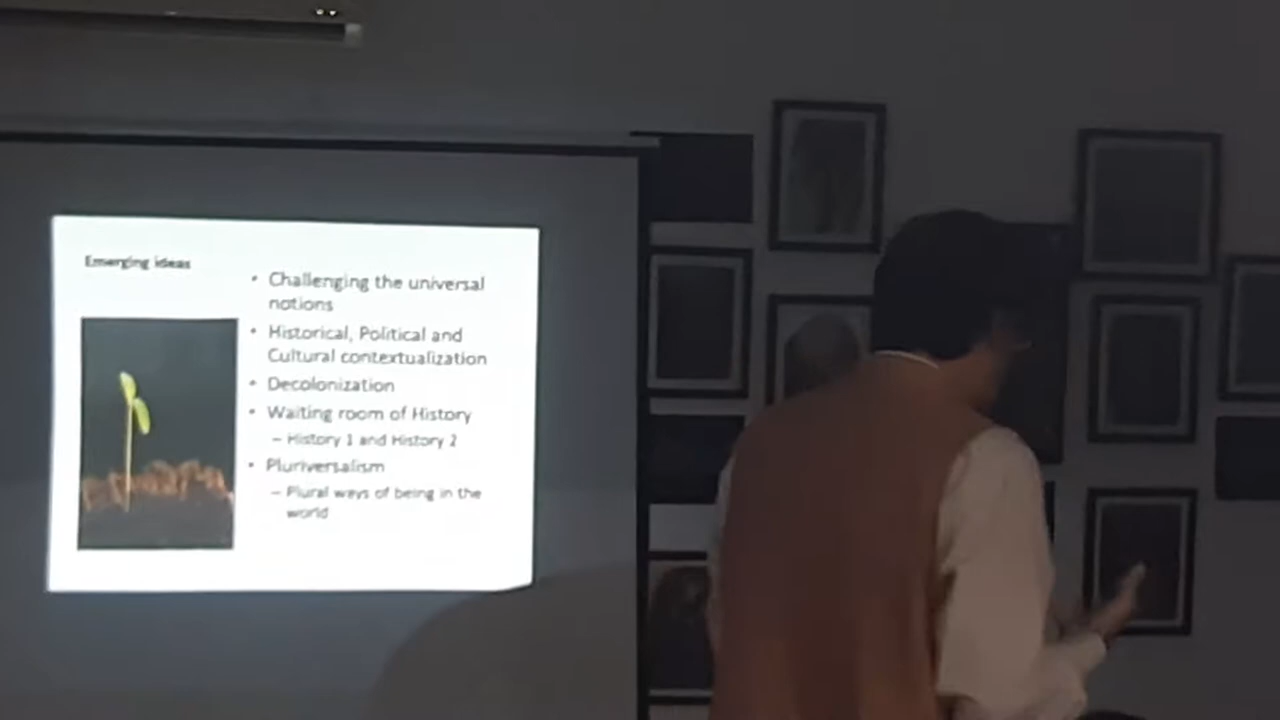 Emerging ideas
• Challenging the universal
notions
• Historical, Political and
Cultural contextualization
• Decolonization
• Waiting room of History
– History 1 and History 2
• Pluriversalism
– Plural ways of being in the
world